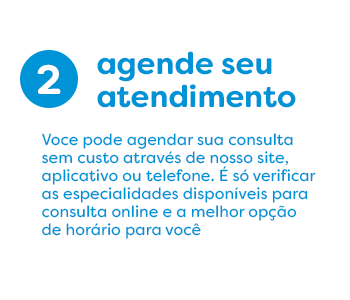 2
agende seu
atendimento
Voce pode agendar sua consulta
sem custo através de nosso site,
aplicativo ou telefone. É só verificar
as especialidades disponíveis para
consulta online e a melhor opção
de horário para você